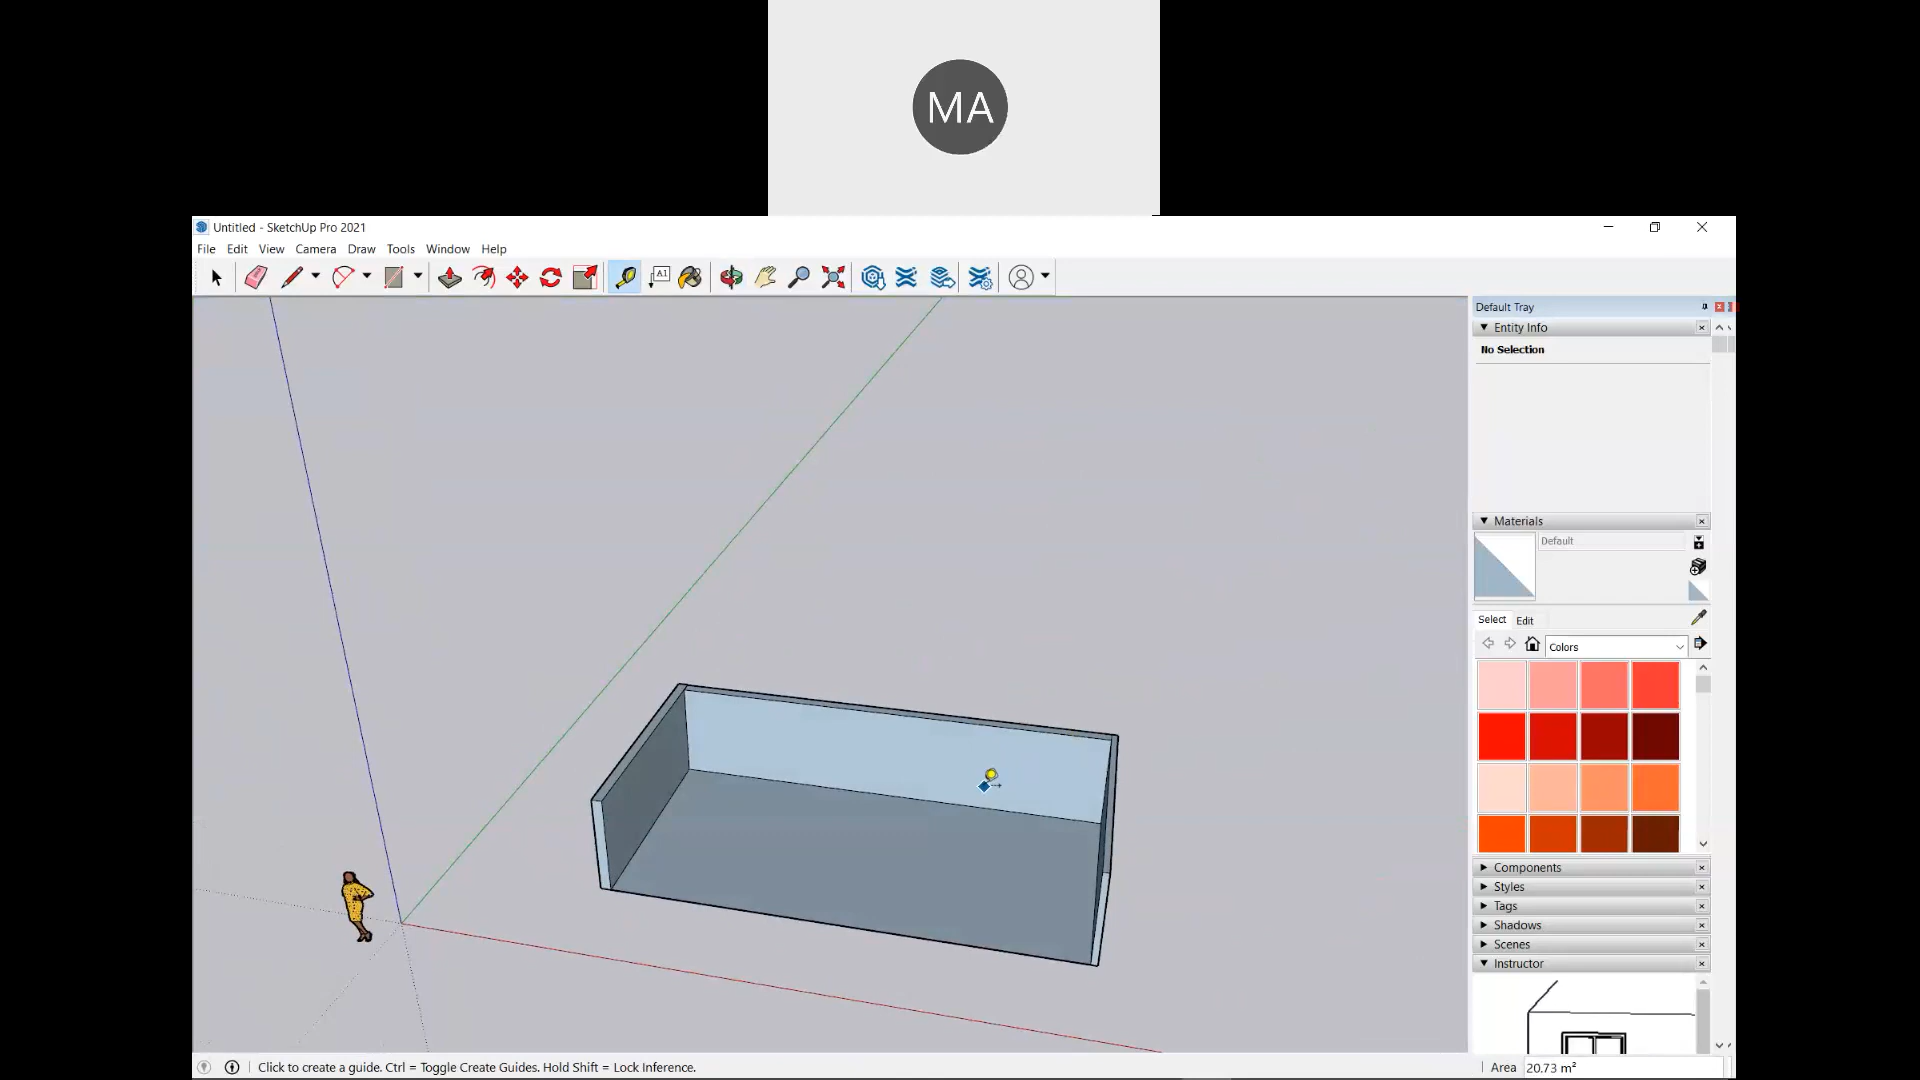 MA
Untitled - SketchUp Pro 2021
File Edit View Camera Draw Tools Window Help
A1
Default Tray
Entity Info
No Selection
Materials
Default
Select Edit
Colors
Components
Styles
Tags
Shadows
Scenes
Instructor
Click to create a guide. Ctrl = Toggle Create Guides. Hold Shift = Lock Inference.
Area 20.73 m²